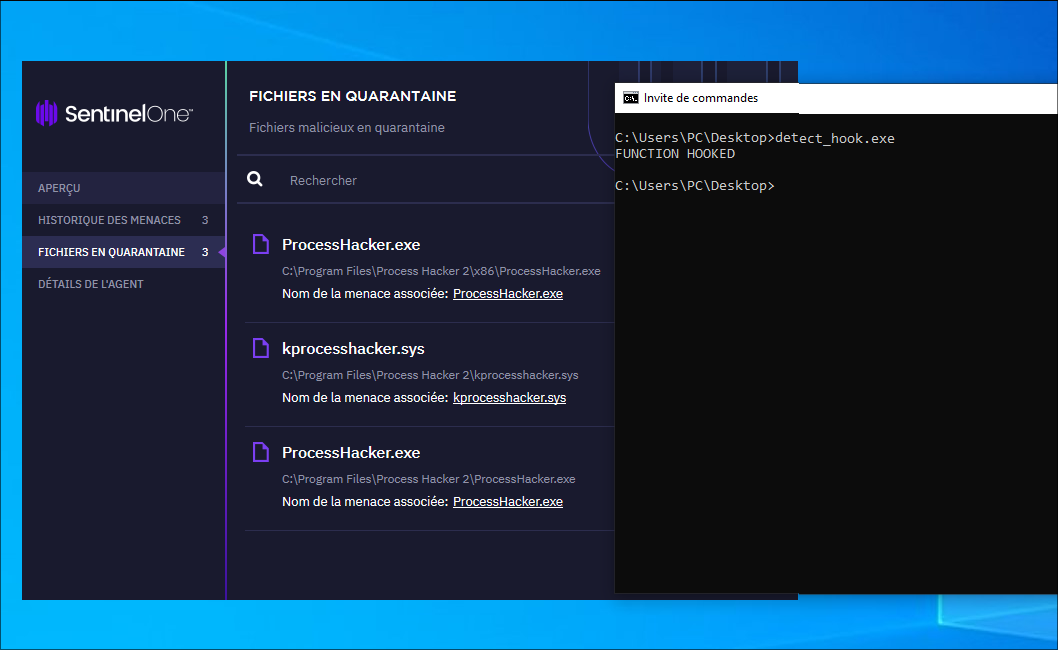 SentinelOne™
APERÇU
HISTORIQUE DES MENACES 3
FICHIERS EN QUARANTAINE 3
DÉTAILS DE L'AGENT
FICHIERS EN QUARANTAINE
Fichiers malicieux en quarantaine
Rechercher
ProcessHacker.exe
C:\Program Files\Process Hacker 2\x86\ProcessHacker.exe
Nom de la menace associée: ProcessHacker.exe
kprocesshacker.sys
C:\Program Files\Process Hacker 2\kprocesshacker.sys
Nom de la menace associée: kprocesshacker.sys
ProcessHacker.exe
C:\Program Files\Process Hacker 2\ProcessHacker.exe
Nom de la menace associée: ProcessHacker.exe
Invite de commandes
C:\Users\PC\Desktop>detect_hook.exe
FUNCTION HOOKED
C:\Users\PC\Desktop>